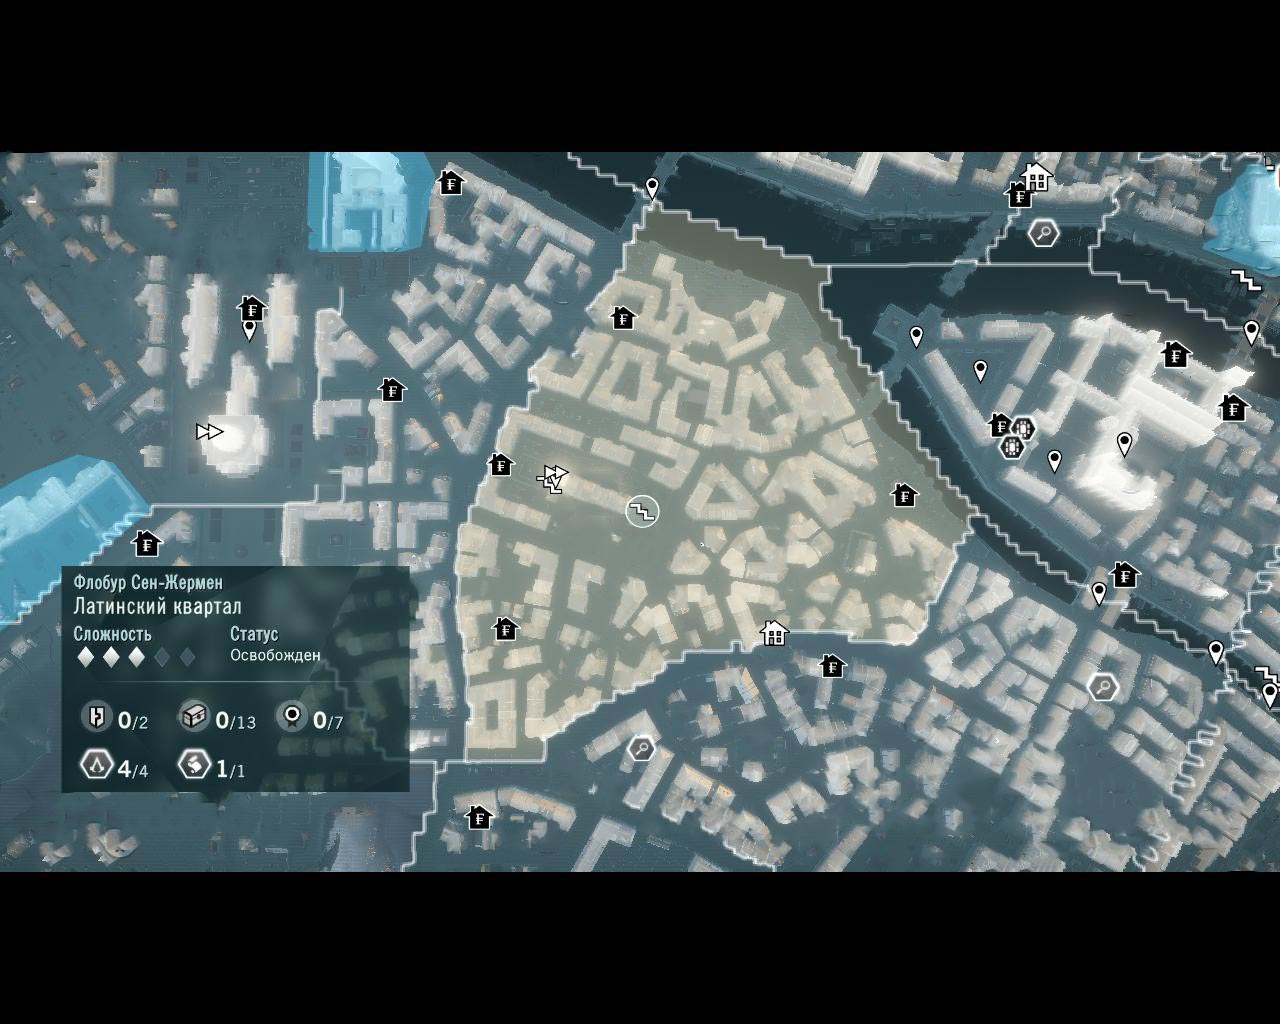 Флобур Сен-Жермен
Латинский квартал
Сложность Статус
Освобожден
0/2 0/13 0/7
4/4 1/1